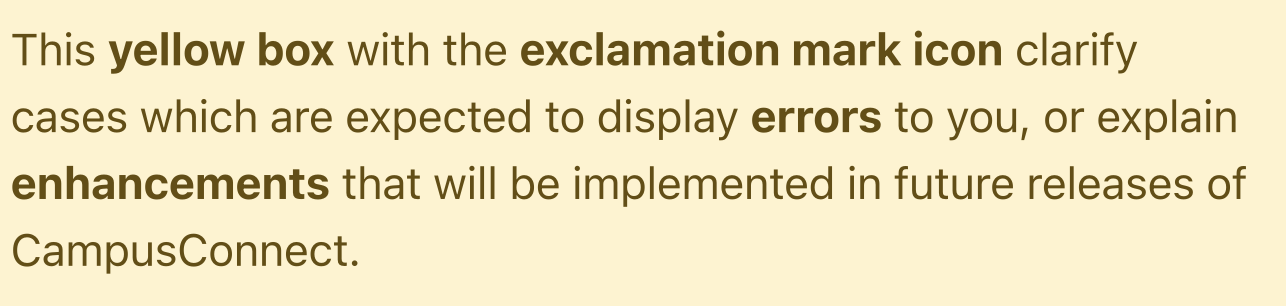 This yellow box with the exclamation mark icon clarify
cases which are expected to display errors to you, or explain
enhancements that will be implemented in future releases of
CampusConnect.